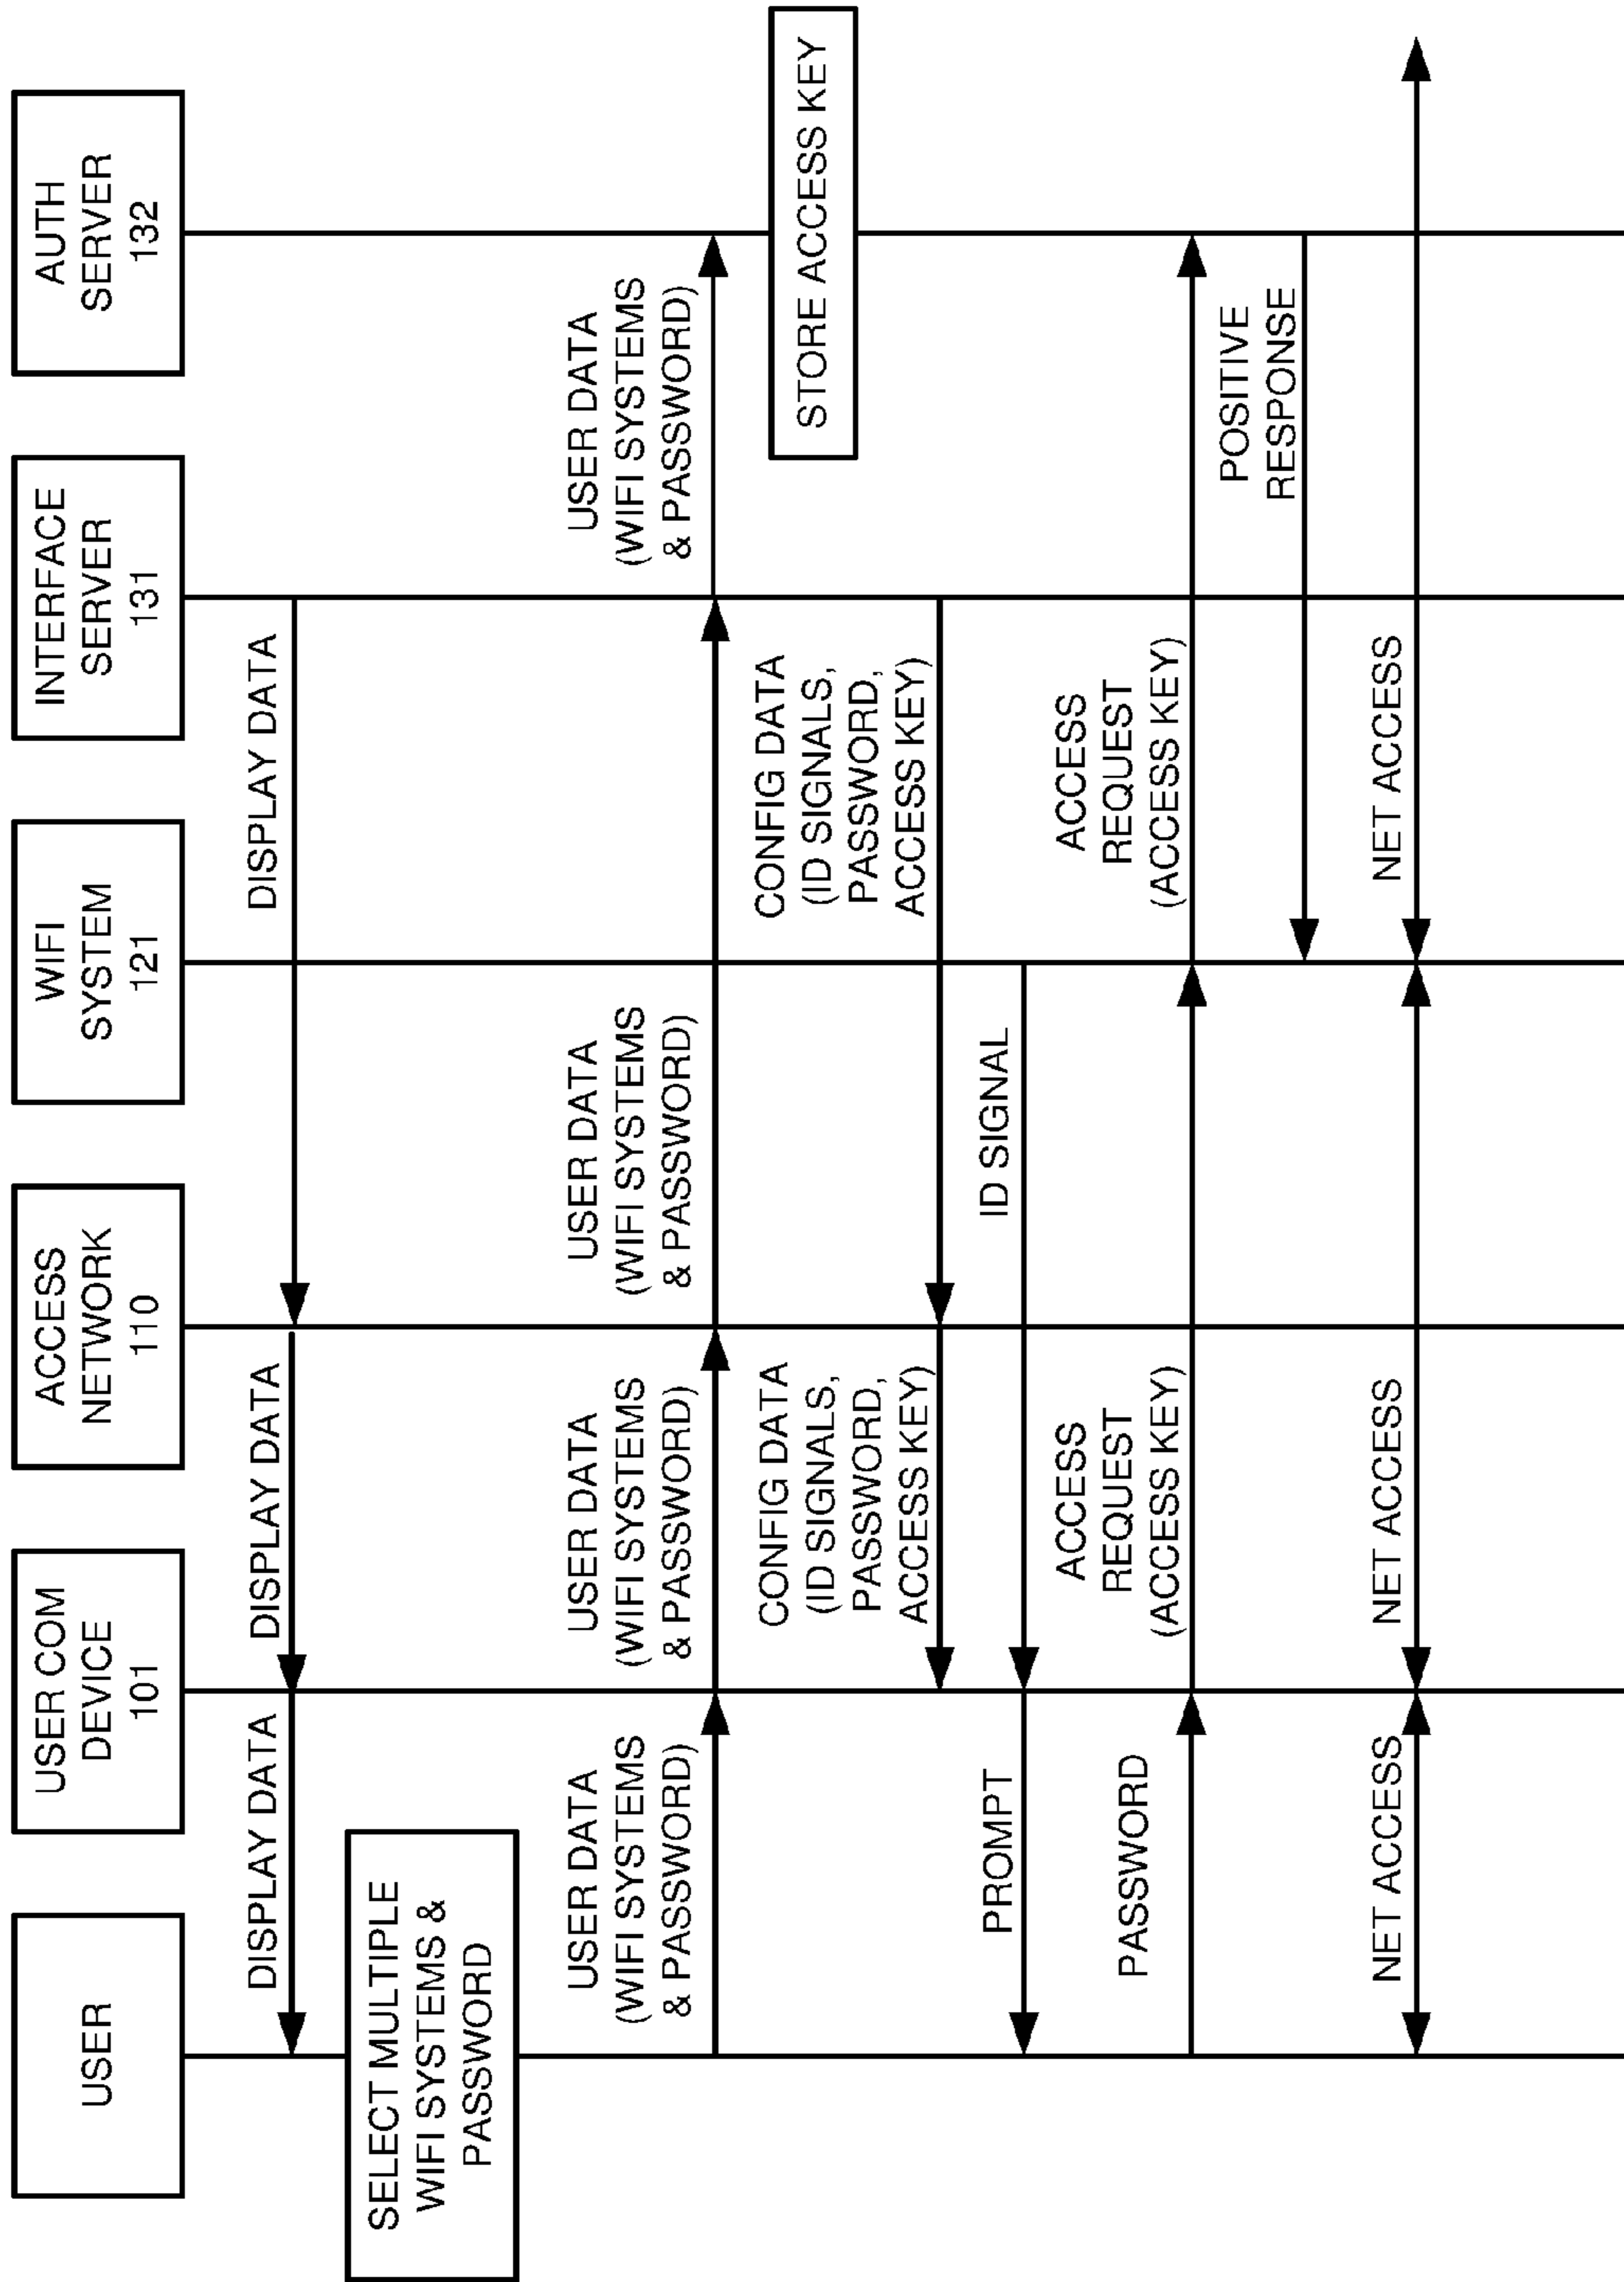 USER
USER COM
DEVICE
101
ACCESS
NETWORK
110
WIFI
SYSTEM
121
INTERFACE
SERVER
131
AUTH
SERVER
132
DISPLAY DATA
DISPLAY DATA
DISPLAY DATA
SELECT MULTIPLE
WIFI SYSTEMS &
PASSWORD
USER DATA
(WIFI SYSTEMS
& PASSWORD)
USER DATA
(WIFI SYSTEMS
& PASSWORD)
USER DATA
(WIFI SYSTEMS
& PASSWORD)
USER DATA
(WIFI SYSTEMS
& PASSWORD)
STORE ACCESS KEY
CONFIG DATA
(ID SIGNALS,
PASSWORD,
ACCESS KEY)
CONFIG DATA
(ID SIGNALS,
PASSWORD,
ACCESS KEY)
PROMPT
ID SIGNAL
PASSWORD
ACCESS
REQUEST
(ACCESS KEY)
ACCESS
REQUEST
(ACCESS KEY)
POSITIVE
RESPONSE
NET ACCESS
NET ACCESS
NET ACCESS